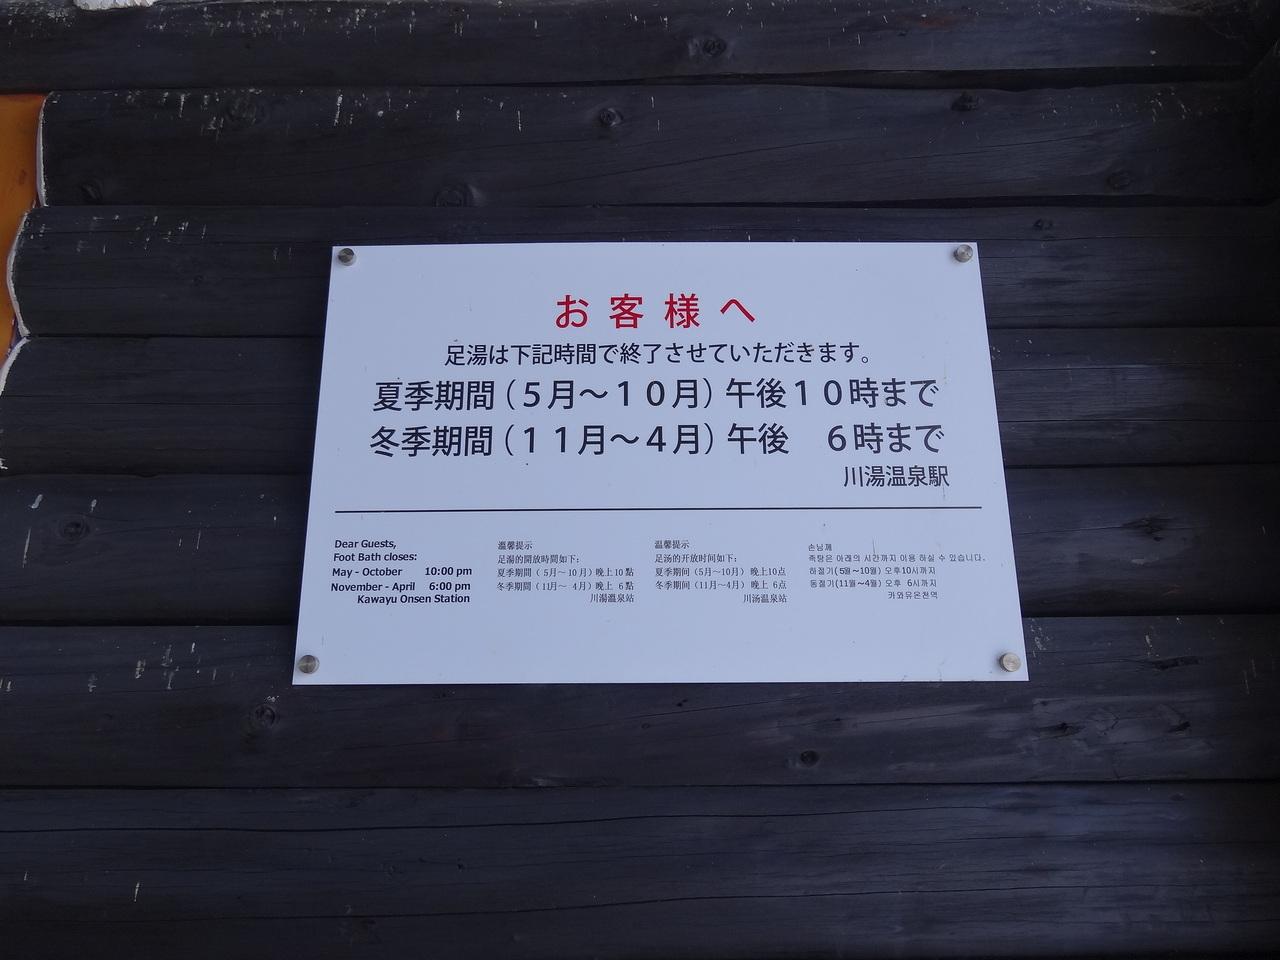 お客様へ
足湯は下記時間で終了させていただきます。
夏季期間（５月～１０月）午後１０時まで
冬季期間（１１月～４月）午後　６時まで
川湯温泉駅
Dear Guests,
Foot Bath closes:
May - October 10:00 pm
November - April 6:00 pm
Kawayu Onsen Station
溫馨提示
足湯的開放時間如下:
夏季期間（5月～10月）晚上10點
冬季期間（11月～ 4月）晚上 6點
川湯溫泉站
温馨提示
足汤的开放时间如下:
夏季期间（5月～10月）晚上10点
冬季期间（11月～4月）晚上 6点
川汤温泉站
손님께
족탕은 아래의 시간까지 이용 하실 수 있습니다.
하절기(5월～10월) 오후10시까지
동절기(11월～4월) 오후 6시까지
카와유온천역